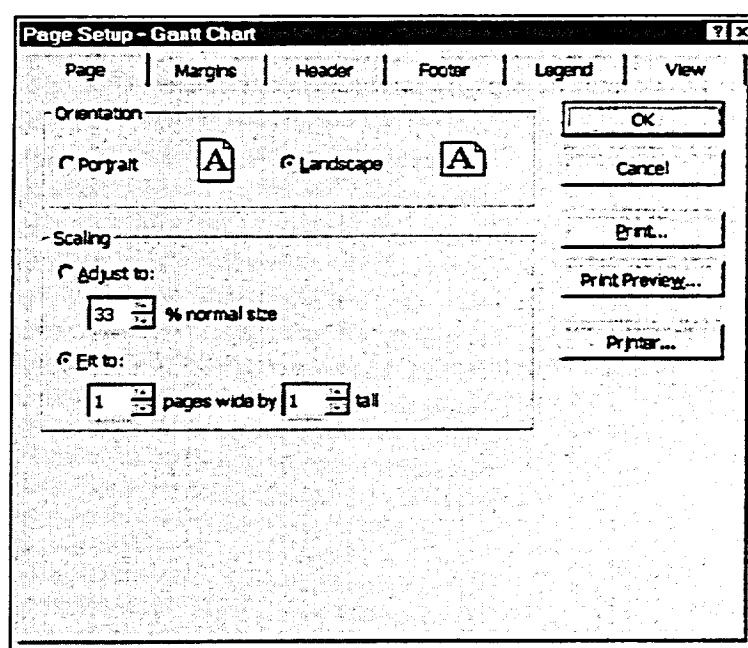 Page Setup - Gantt Chart
Page Margins Header Footer Legend View
Orientation
Portrait A Landscape A
Scaling
Adjust to:
33 % normal size
Fit to:
1 pages wide by 1 tall
OK
Cancel
Print...
Print Preview...
Printer...